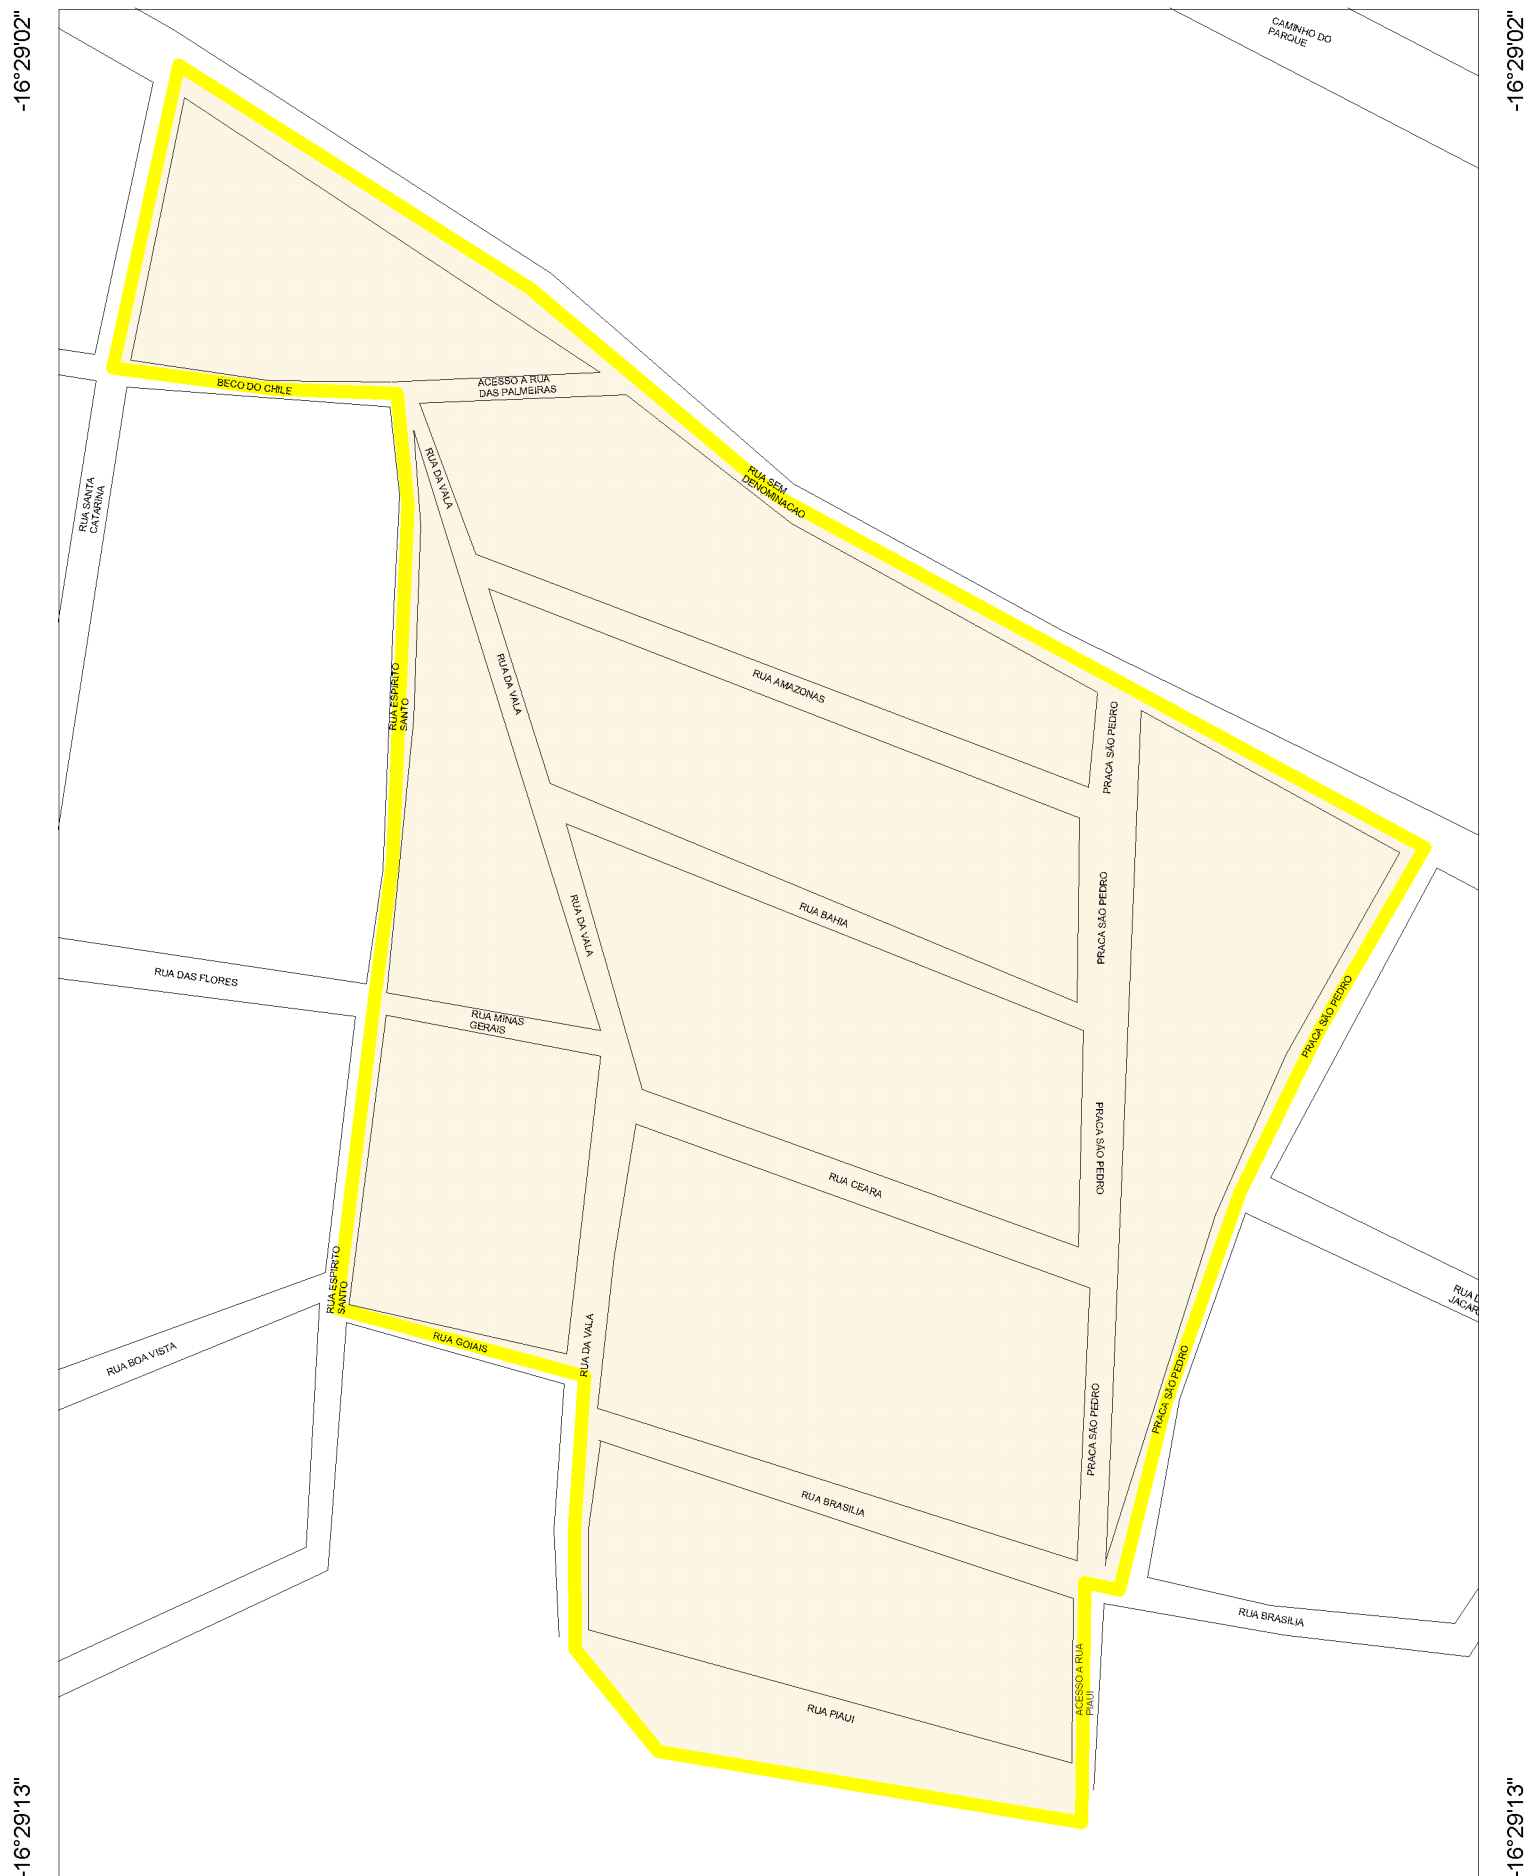 -16°29'02"
-16°29'02"
CAMINHO DO
PARQUE
BECO DO CHILE
ACESSO A RUA
DAS PALMEIRAS
RUA DA VALA
RUA SEM
DENOMINACAO
RUA SANTA
CATARINA
RUA ESPIRITO
SANTO
RUA DA VALA
RUA AMAZONAS
PRACA SÃO PEDRO
RUA DA VALA
RUA BAHIA
PRACA SÃO PEDRO
RUA DAS FLORES
RUA MINAS
GERAIS
PRACA SÃO PEDRO
PRACA SÃO PEDRO
RUA CEARA
RUA ESPIRITO
SANTO
RUA BOA VISTA
RUA GOIAIS
RUA DA VALA
PRACA SÃO PEDRO
PRACA SÃO PEDRO
RUA
RUA BRASILIA
RUA BRASILIA
ACESSO A RUA
PIAUI
RUA PIAUI
-16°29'13"
-16°29'13"